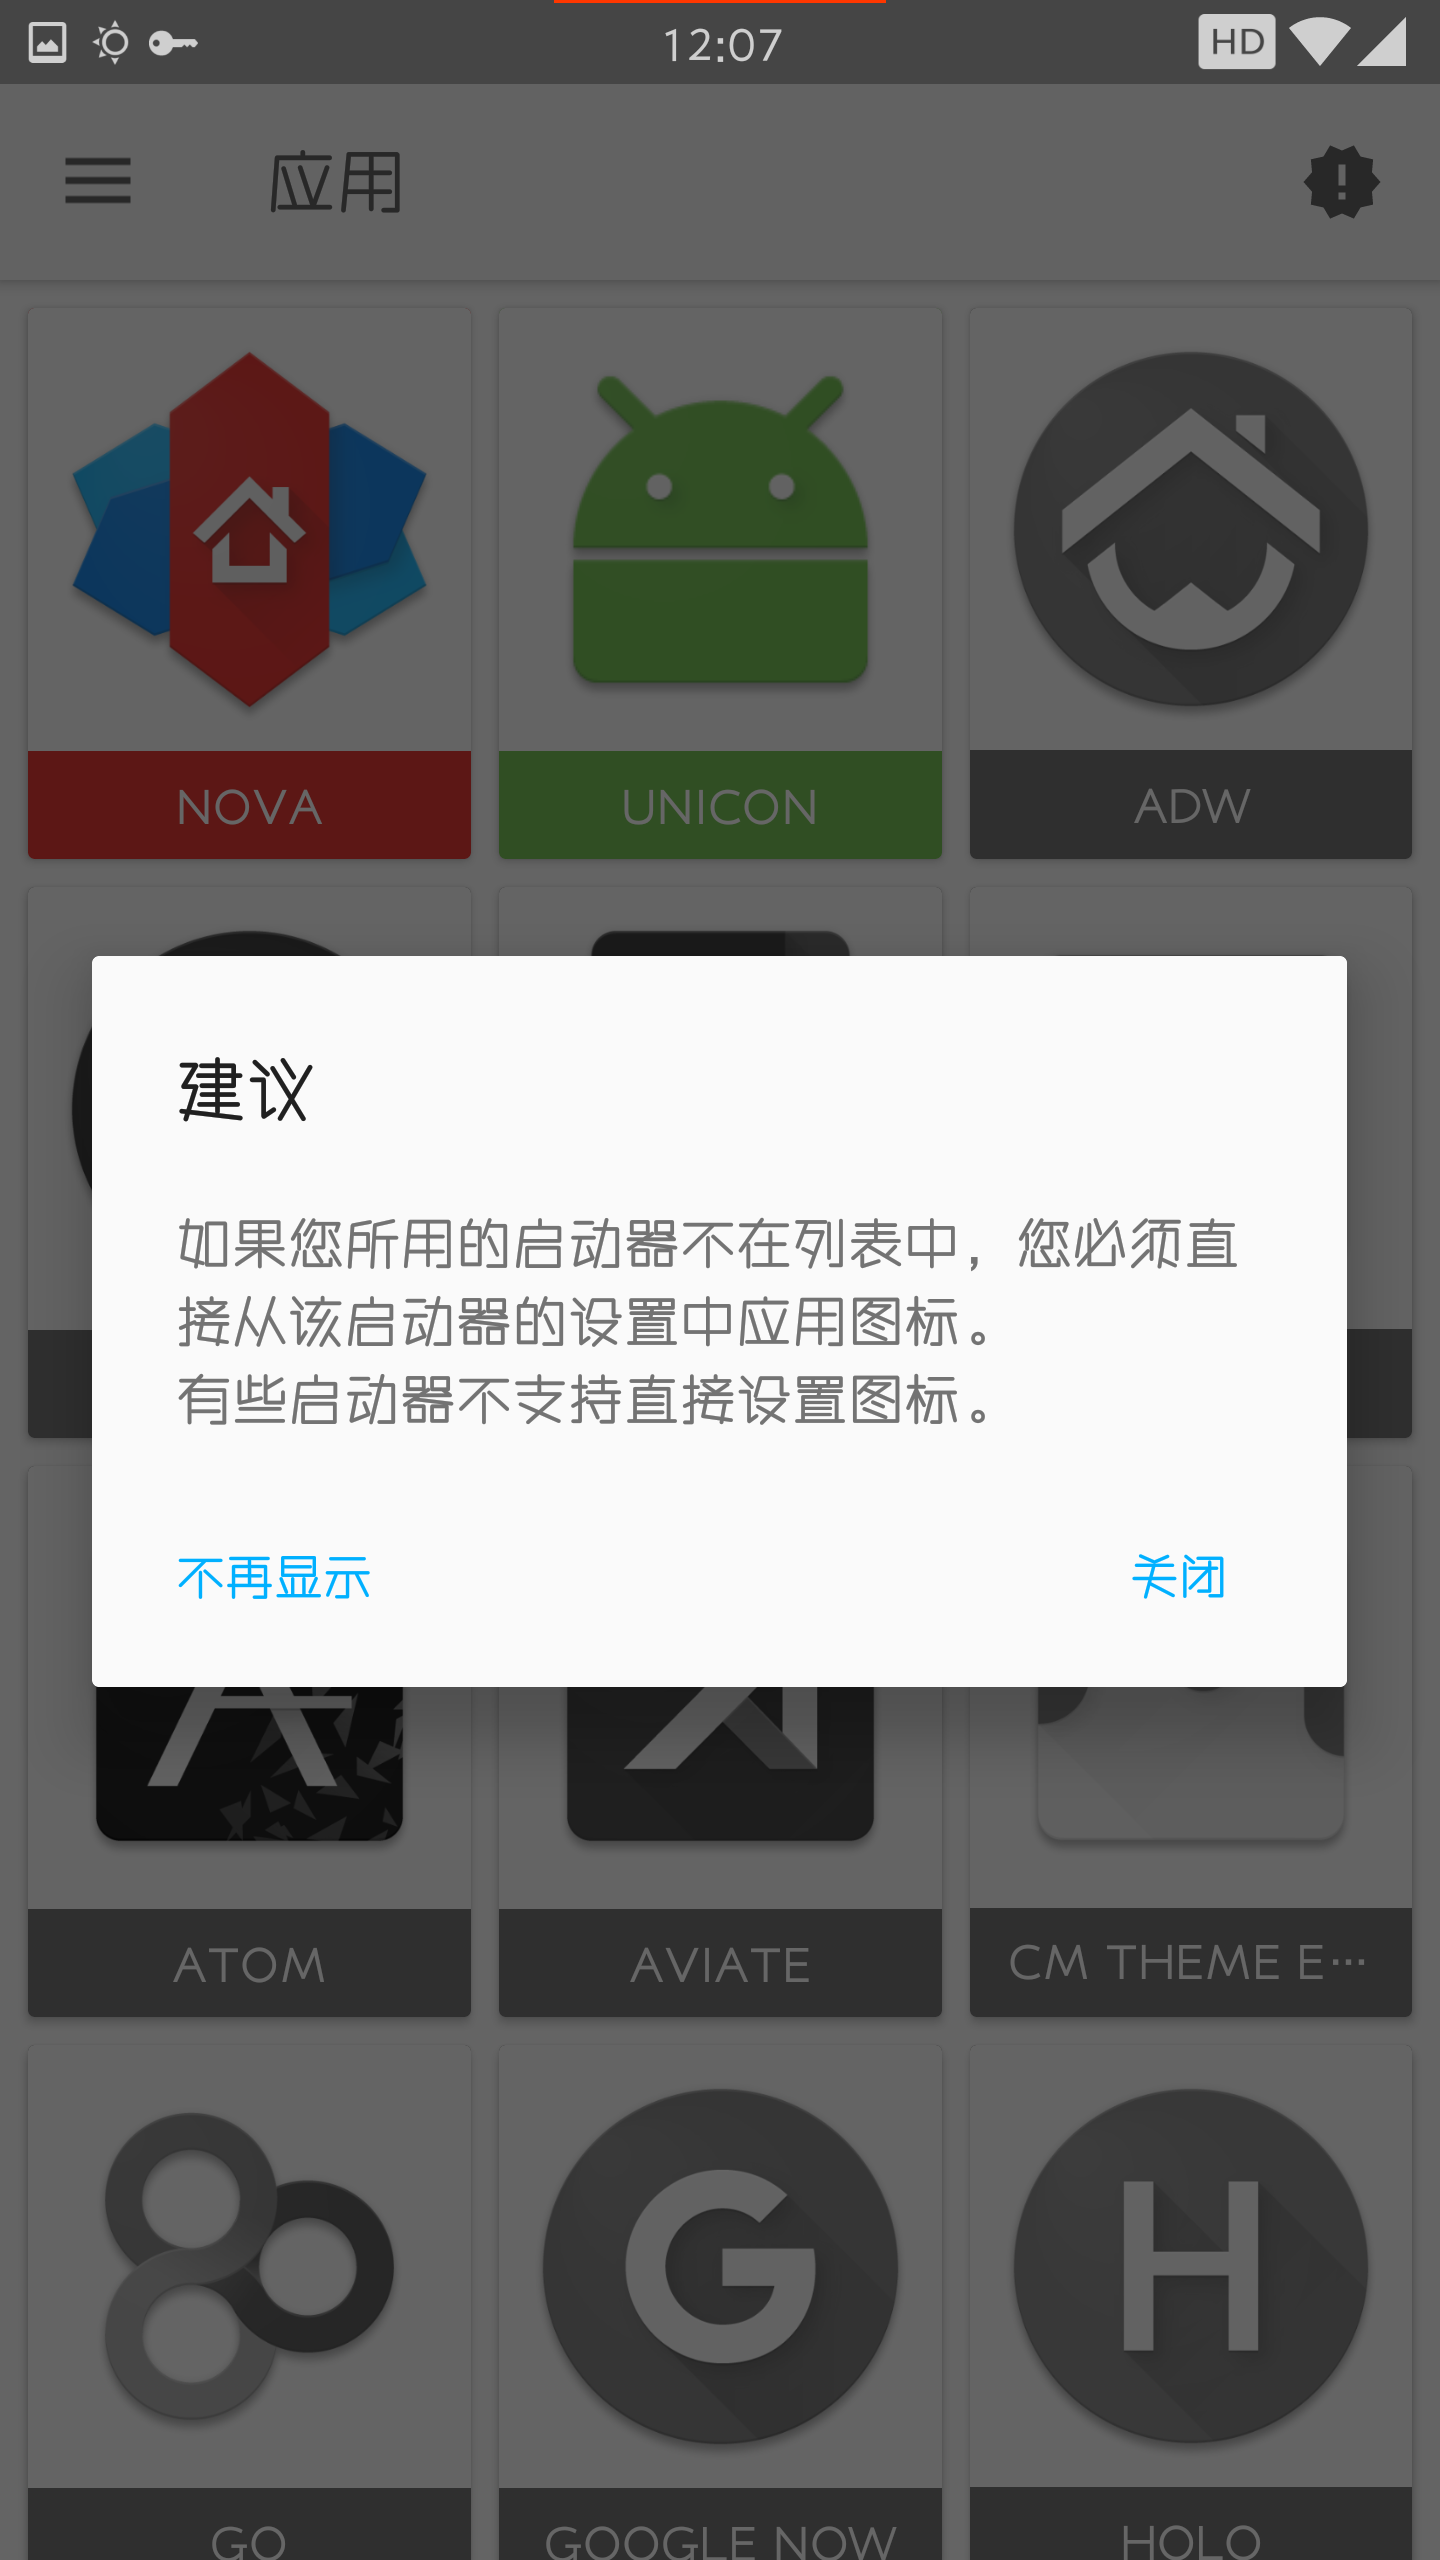 12:07
HD
应用
NOVA
UNICON
ADW
建议
如果您所用的启动器不在列表中，您必须直
接从该启动器的设置中应用图标。
有些启动器不支持直接设置图标。
不再显示
关闭
ATOM
AVIATE
CM THEME E…
GO
GOOGLE NOW
HOLO